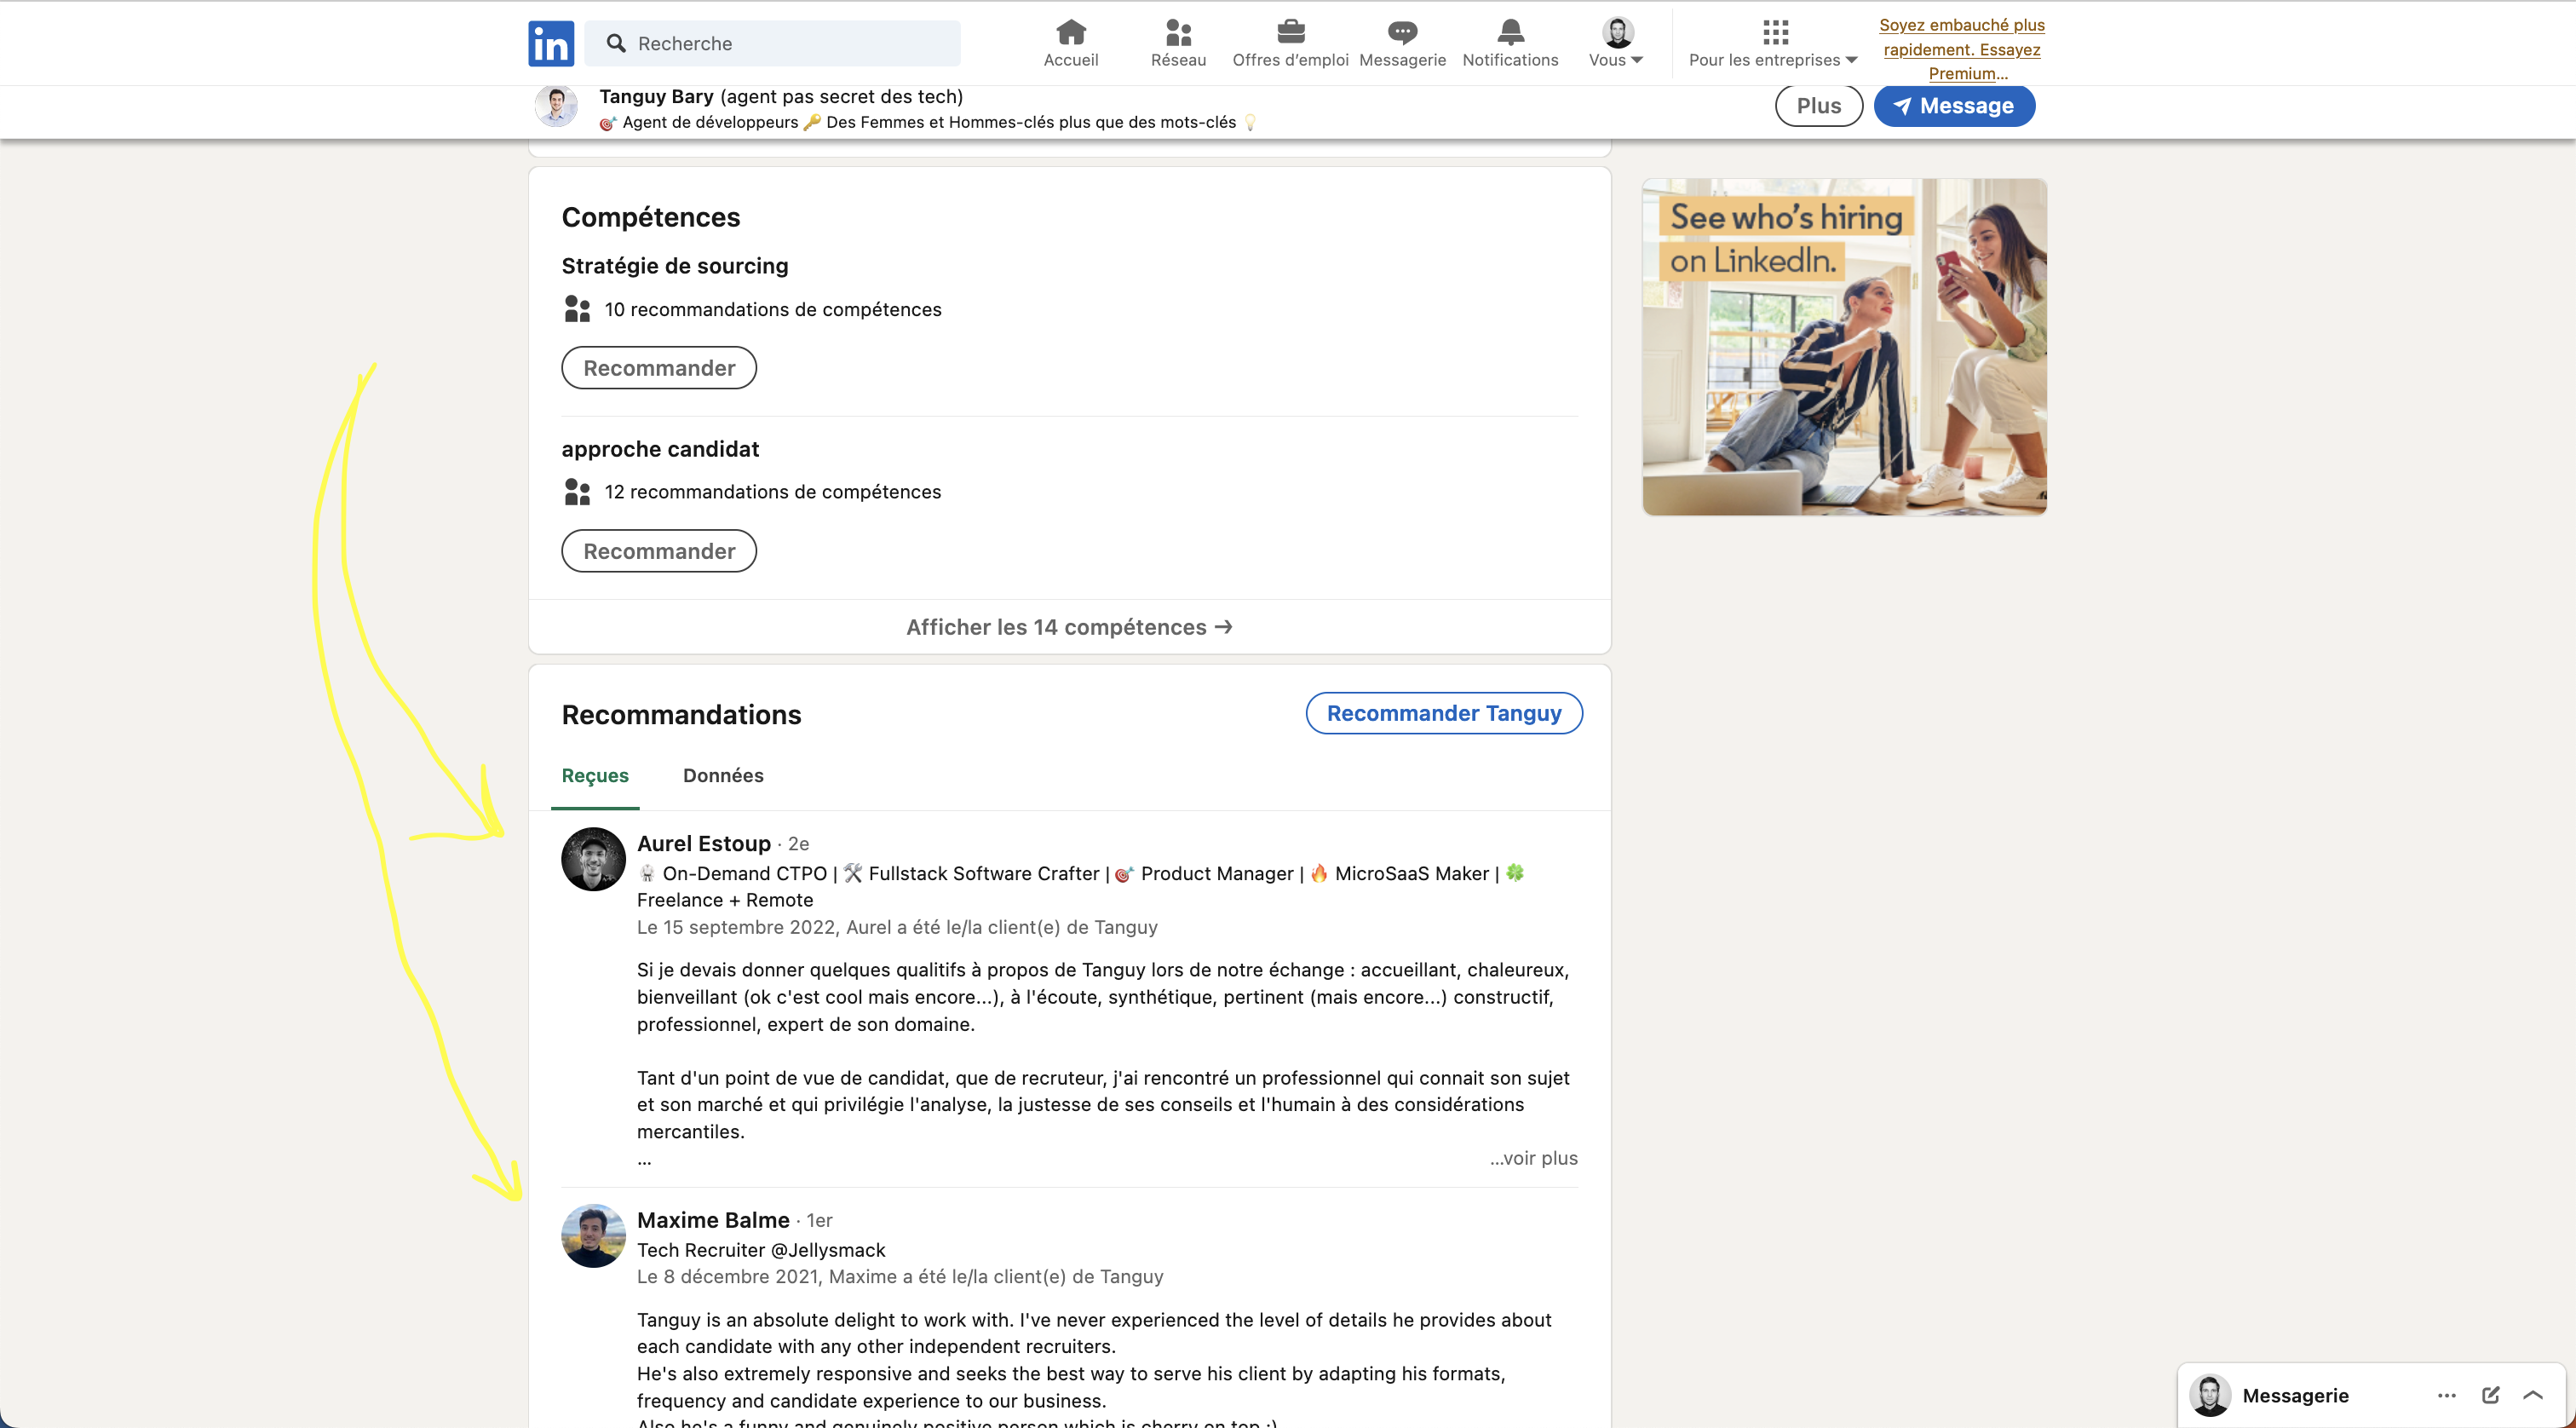 in
Recherche
Accueil
Réseau
Offres d'emploi
Messagerie
Notifications
Vous
Pour les entreprises
Soyez embauché plus
rapidement. Essayez
Premium...
Tanguy Bary (agent pas secret des tech)
🎯 Agent de développeurs 🔑 Des Femmes et Hommes-clés plus que des mots-clés 💡
Plus
Message
Compétences
Stratégie de sourcing
10 recommandations de compétences
Recommander
approche candidat
12 recommandations de compétences
Recommander
Afficher les 14 compétences →
See who's hiring
on LinkedIn.
Recommandations
Recommander Tanguy
Reçues
Données
Aurel Estoup · 2e
🥋 On-Demand CTPO | 🛠 Fullstack Software Crafter | 🎯 Product Manager | 🔥 MicroSaaS Maker | 🍀
Freelance + Remote
Le 15 septembre 2022, Aurel a été le/la client(e) de Tanguy
Si je devais donner quelques qualitifs à propos de Tanguy lors de notre échange : accueillant, chaleureux,
bienveillant (ok c'est cool mais encore...), à l'écoute, synthétique, pertinent (mais encore...) constructif,
professionnel, expert de son domaine.
Tant d'un point de vue de candidat, que de recruteur, j'ai rencontré un professionnel qui connait son sujet
et son marché et qui privilégie l'analyse, la justesse de ses conseils et l'humain à des considérations
mercantiles.
...
...voir plus
Maxime Balme · 1er
Tech Recruiter @Jellysmack
Le 8 décembre 2021, Maxime a été le/la client(e) de Tanguy
Tanguy is an absolute delight to work with. I've never experienced the level of details he provides about
each candidate with any other independent recruiters.
He's also extremely responsive and seeks the best way to serve his client by adapting his formats,
frequency and candidate experience to our business.
Also he's a funny and genuinely positive person which is cherry on top :)
Messagerie